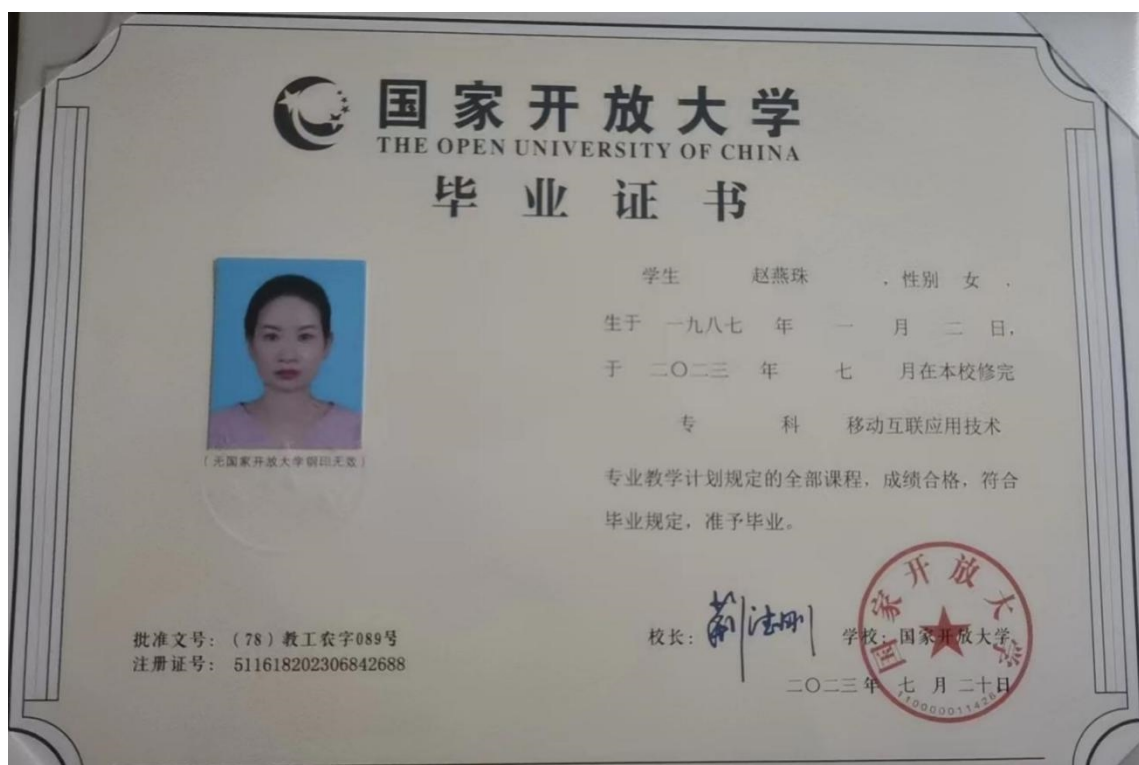 国家开放大学
THE OPEN UNIVERSITY OF CHINA
毕业证书
学生 赵燕珠 , 性别 女 ,
生于 一九八七 年 一 月 二 日,
于 二〇二三 年 七 月在本校修完
专 科 移动互联应用技术
专业教学计划规定的全部课程，成绩合格，符合
毕业规定，准予毕业。
(无国家开放大学钢印无效)
批准文号：(78)教工农字089号
注册证号：511618202306842688
校长：荆德刚 学校：国家开放大学
二〇二三年 七 月 二十日
国家开放大学